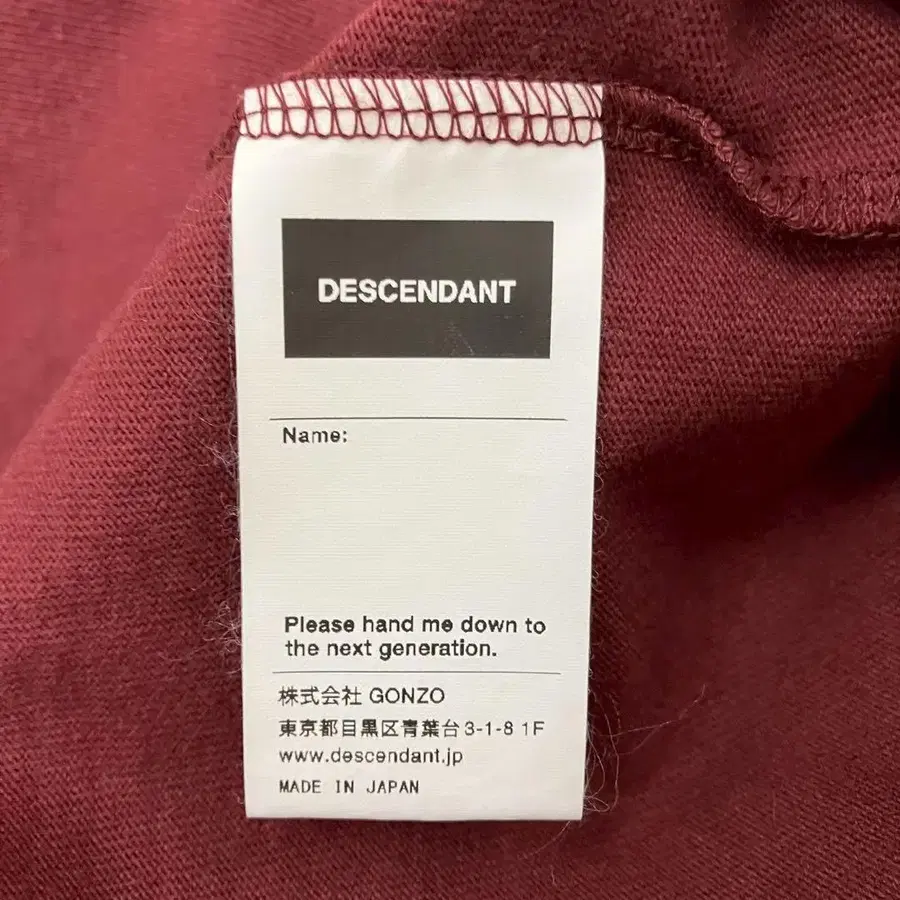 DESCENDANT
Name:
Please hand me down to
the next generation.
株式会社 GONZO
東京都目黒区青葉台3-1-8 1F
www.descendant.jp
MADE IN JAPAN